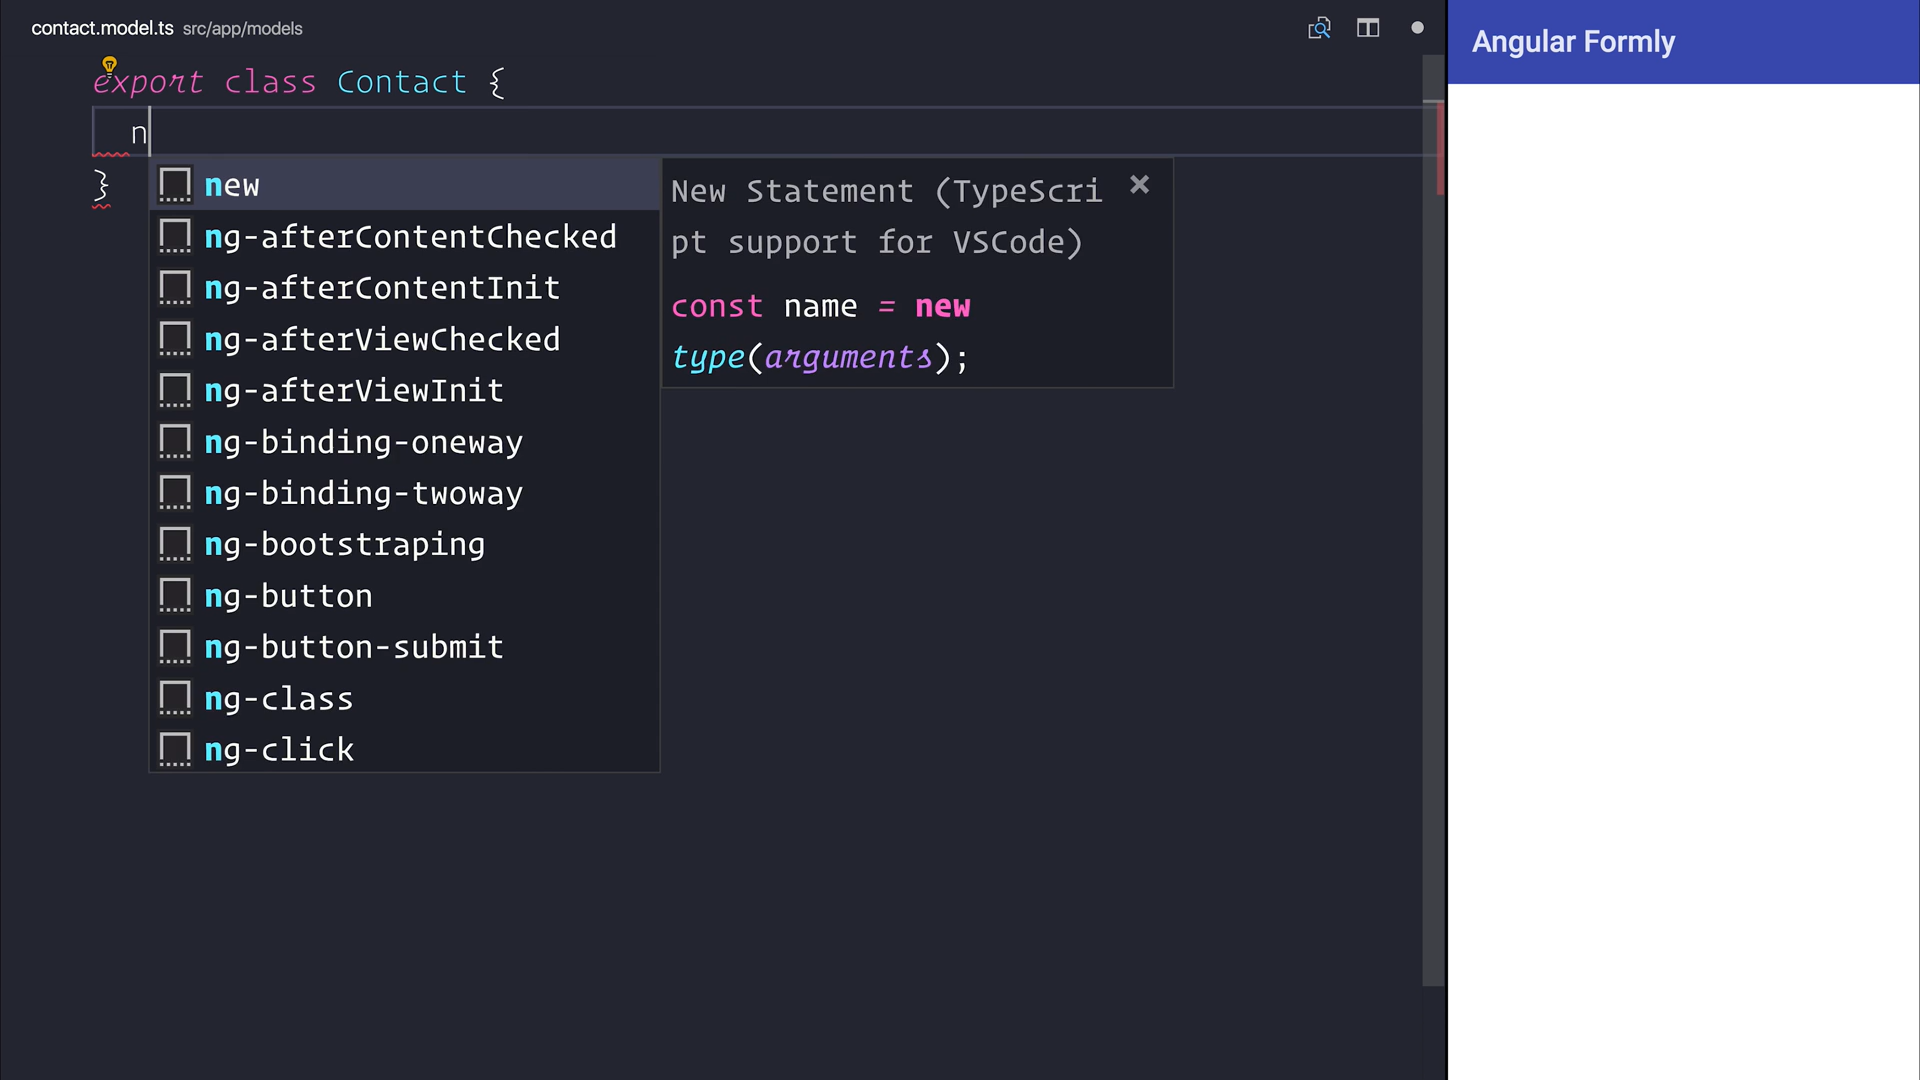 contact.model.ts src/app/models
Angular Formly
export class Contact {
n
}
new
ng-afterContentChecked
ng-afterContentInit
ng-afterViewChecked
ng-afterViewInit
ng-binding-oneway
ng-binding-twoway
ng-bootstraping
ng-button
ng-button-submit
ng-class
ng-click
New Statement (TypeScri
pt support for VSCode)
const name = new
type(arguments);